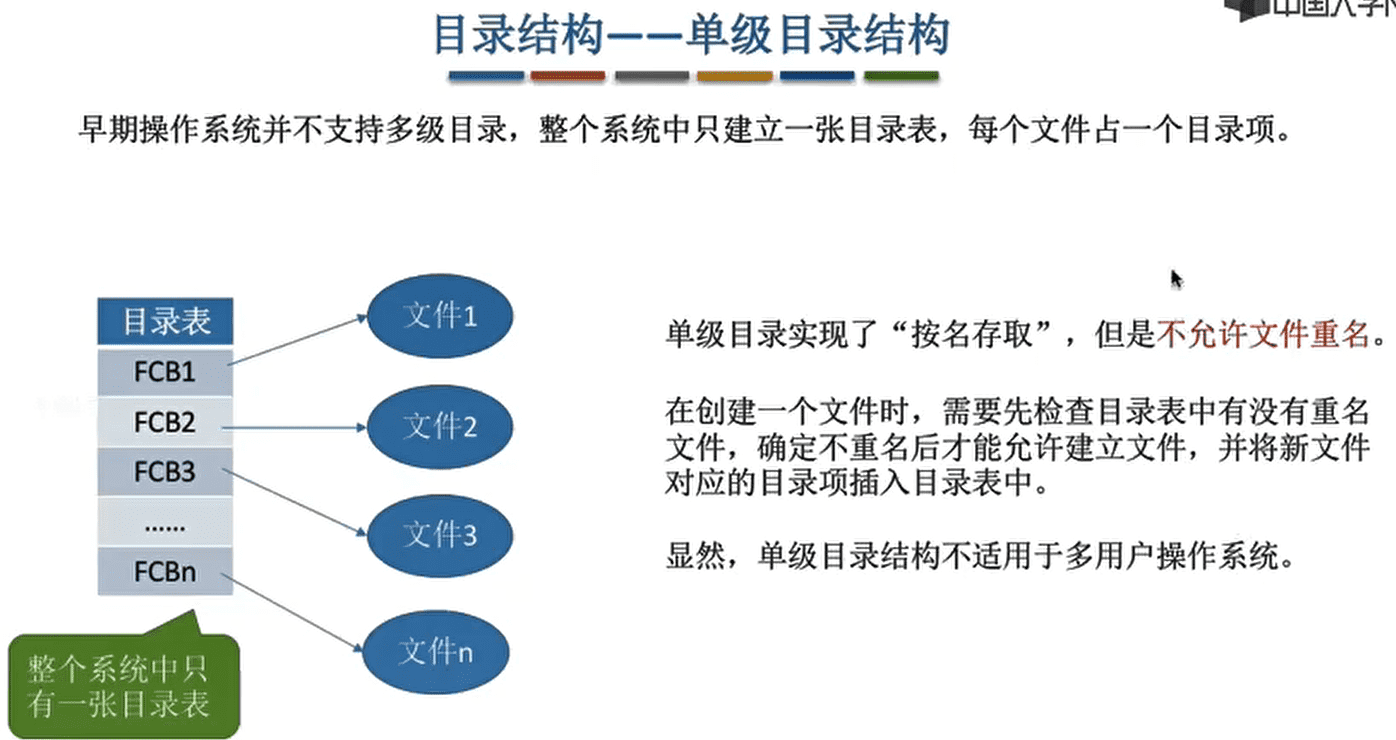 目录结构——单级目录结构
早期操作系统并不支持多级目录，整个系统中只建立一张目录表，每个文件占一个目录项。
目录表
FCB1
FCB2
FCB3
......
FCBn
文件1
文件2
文件3
文件n
整个系统中只
有一张目录表
单级目录实现了“按名存取”，但是不允许文件重名。
在创建一个文件时，需要先检查目录表中有没有重名
文件，确定不重名后才能允许建立文件，并将新文件
对应的目录项插入目录表中。
显然，单级目录结构不适用于多用户操作系统。